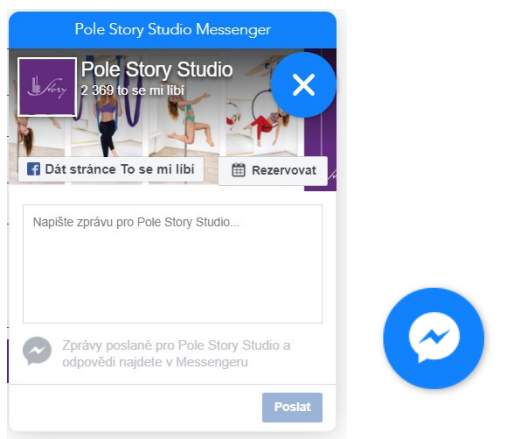 Pole Story Studio Messenger
Story
Pole Story Studio
2 369 to se mi líbí
Dát stránce To se mi líbí
Rezervovat
Napište zprávu pro Pole Story Studio...
Zprávy poslané pro Pole Story Studio a
odpovědi najdete v Messengeru
Poslat